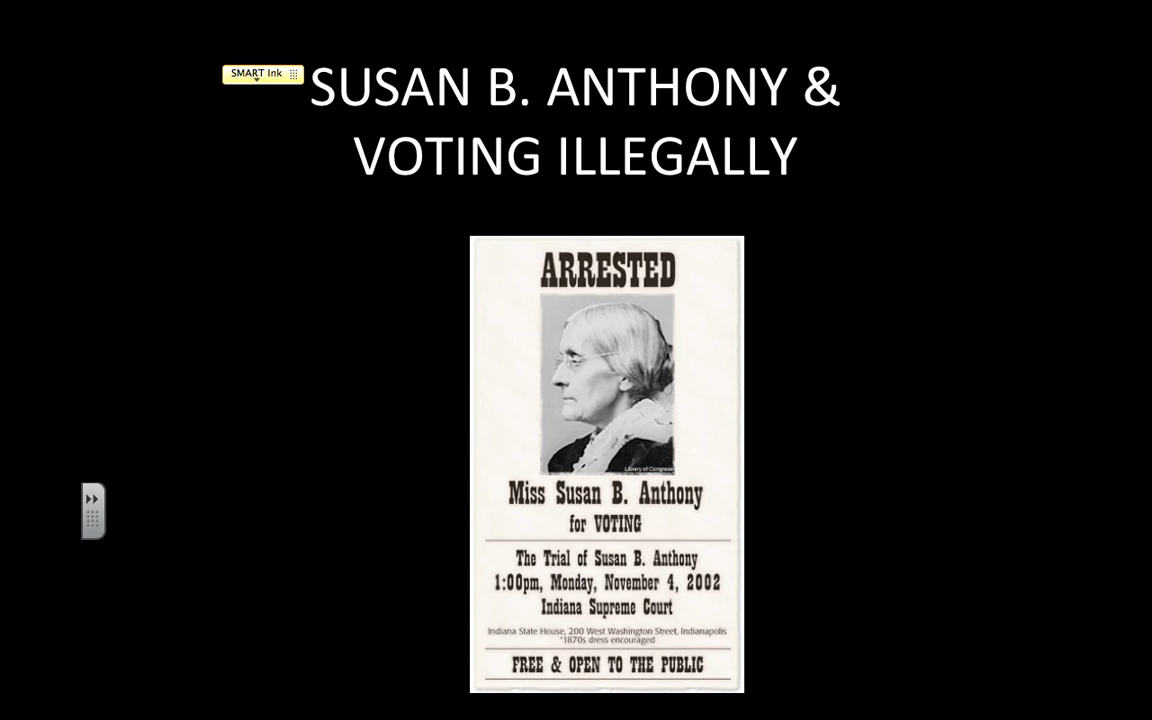 SMART Ink
SUSAN B. ANTHONY &
VOTING ILLEGALLY
ARRESTED
Library of Congress
Miss Susan B. Anthony
for VOTING
The Trial of Susan B. Anthony
1:00pm, Monday, November 4, 2002
Indiana Supreme Court
Indiana State House, 200 West Washington Street, Indianapolis
*1870s dress encouraged
FREE & OPEN TO THE PUBLIC